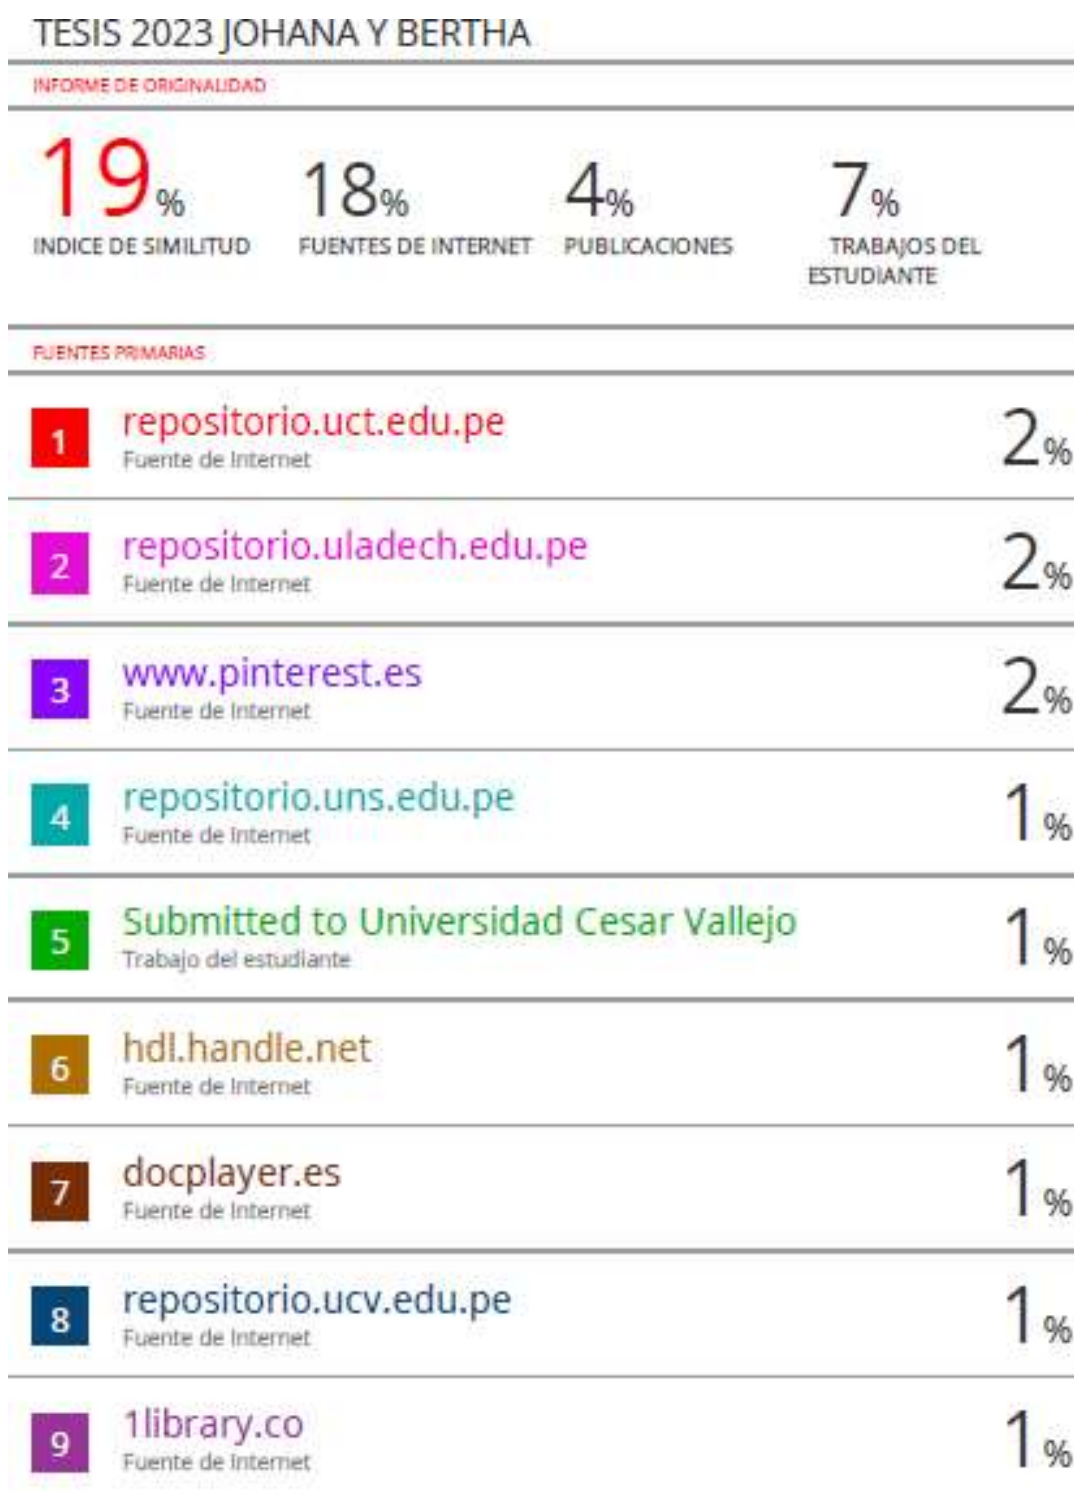 TESIS 2023 JOHANA Y BERTHA
INFORME DE ORIGINALIDAD
19% 18% 4% 7%
INDICE DE SIMILITUD FUENTES DE INTERNET PUBLICACIONES TRABAJOS DEL
ESTUDIANTE
FUENTES PRIMARIAS
1 repositorio.uct.edu.pe 2%
Fuente de Internet
2 repositorio.uladech.edu.pe 2%
Fuente de Internet
3 www.pinterest.es 2%
Fuente de Internet
4 repositorio.uns.edu.pe 1%
Fuente de Internet
5 Submitted to Universidad Cesar Vallejo 1%
Trabajo del estudiante
6 hdl.handle.net 1%
Fuente de Internet
7 docplayer.es 1%
Fuente de Internet
8 repositorio.ucv.edu.pe 1%
Fuente de Internet
9 1library.co 1%
Fuente de Internet